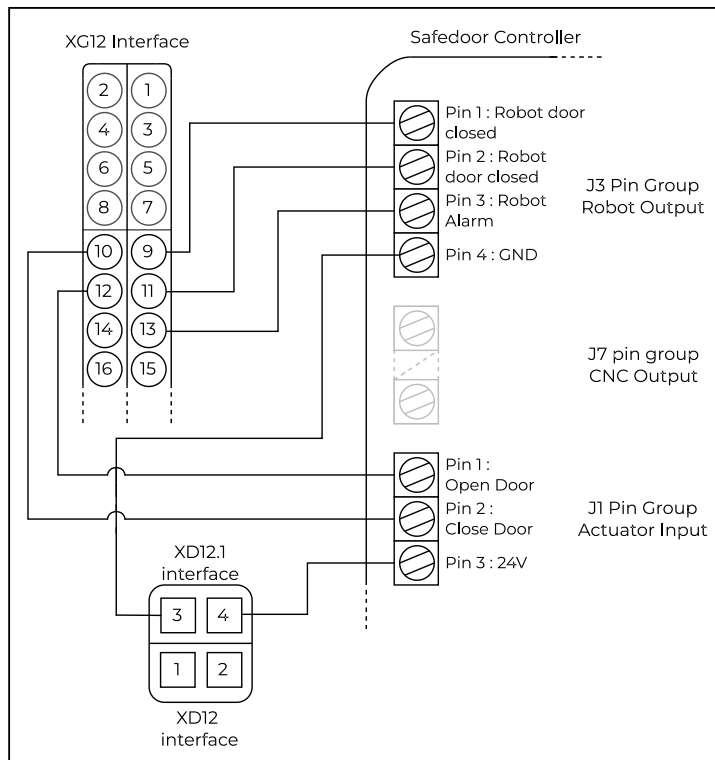 XG12 Interface
Safedoor Controller
2 1
4 3
6 5
8 7
10 9
12 11
14 13
16 15
Pin 1 : Robot door
closed
Pin 2 : Robot
door closed
Pin 3 : Robot
Alarm
Pin 4 : GND
J3 Pin Group
Robot Output
J7 pin group
CNC Output
Pin 1 :
Open Door
Pin 2 :
Close Door
Pin 3 : 24V
J1 Pin Group
Actuator Input
XD12.1
interface
3 4
1 2
XD12
interface